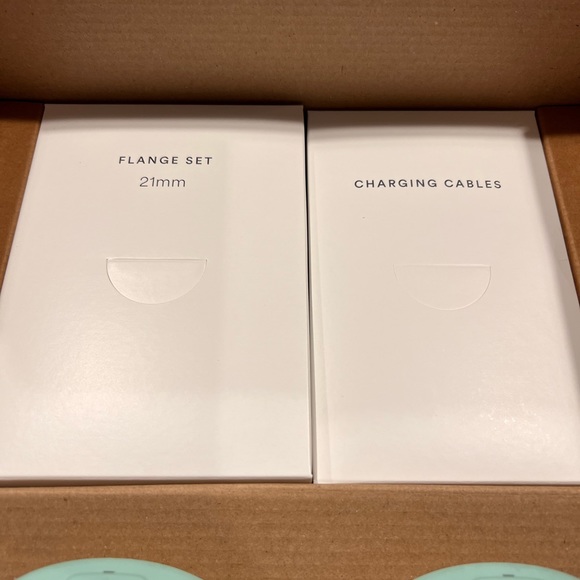 FLANGE SET
21mm
CHARGING CABLES